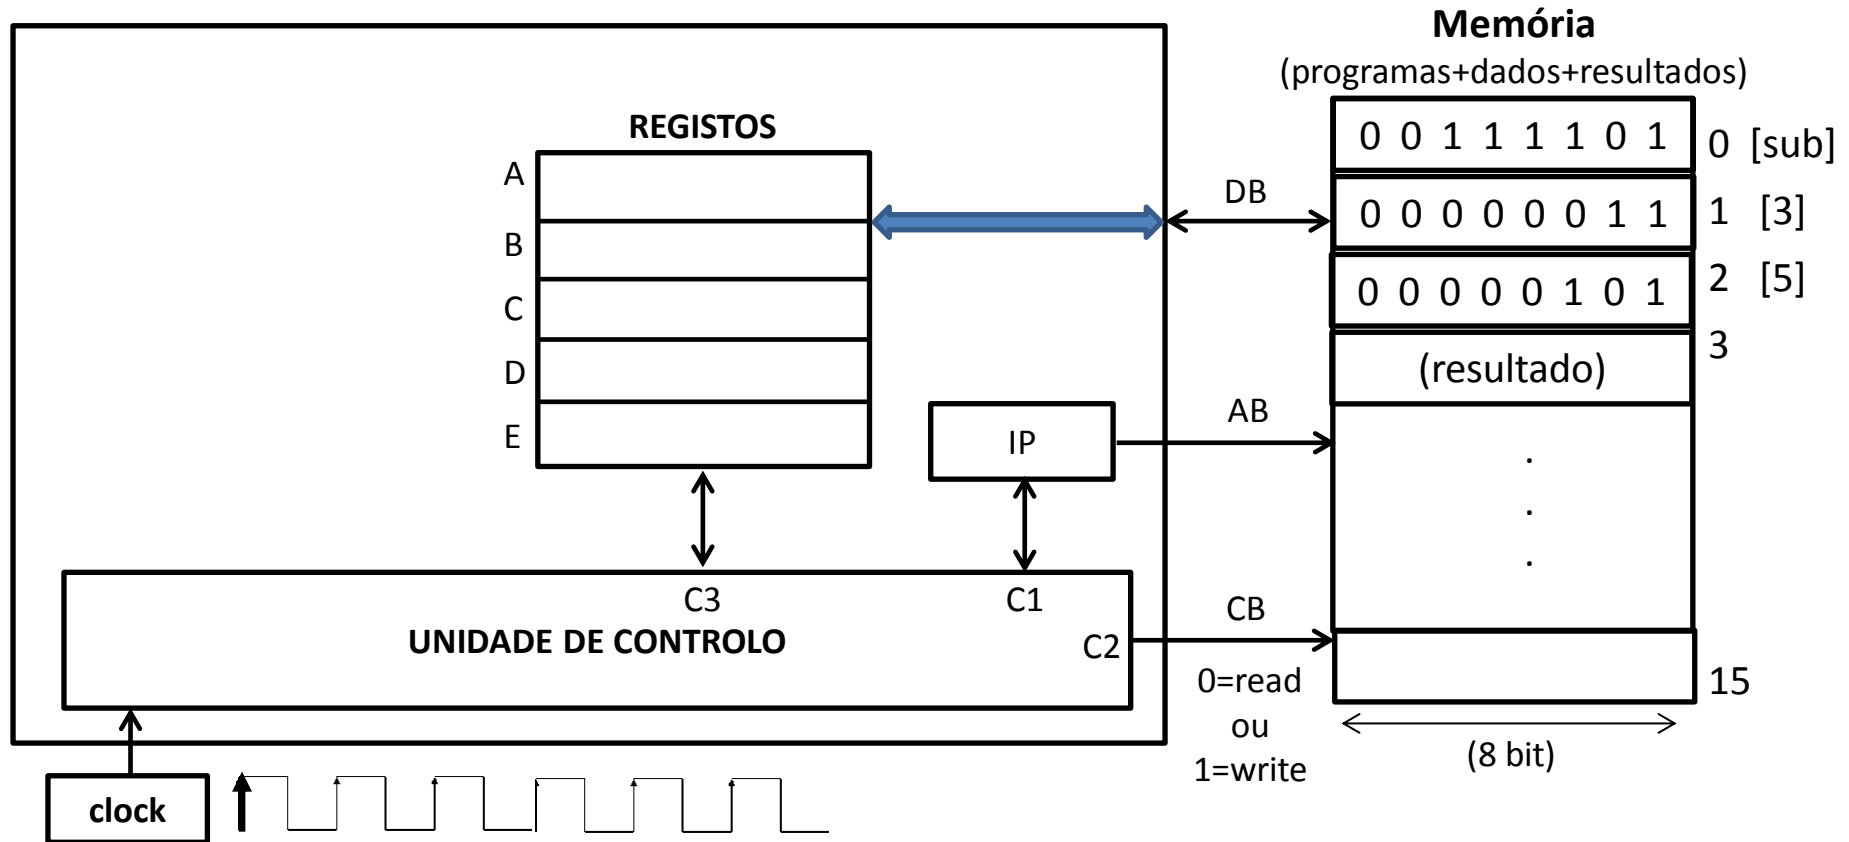 Memória
(programas+dados+resultados)
REGISTOS
A
B
C
D
E
DB
0 0 1 1 1 1 0 1
0 [sub]
0 0 0 0 0 0 1 1
1 [3]
0 0 0 0 0 1 0 1
2 [5]
(resultado)
3
IP
AB
.
.
.
C3
C1
UNIDADE DE CONTROLO
C2
CB
0=read
ou
1=write
15
(8 bit)
clock